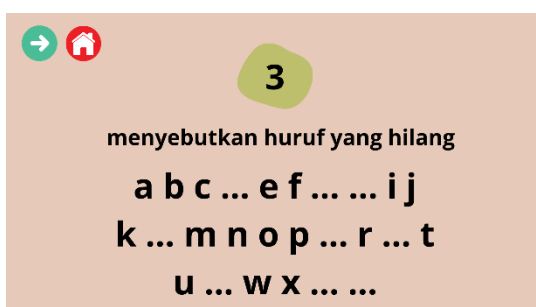 3
menyebutkan huruf yang hilang
a b c ... e f ... ... i j
k ... m n o p ... r ... t
u ... w x ... ...